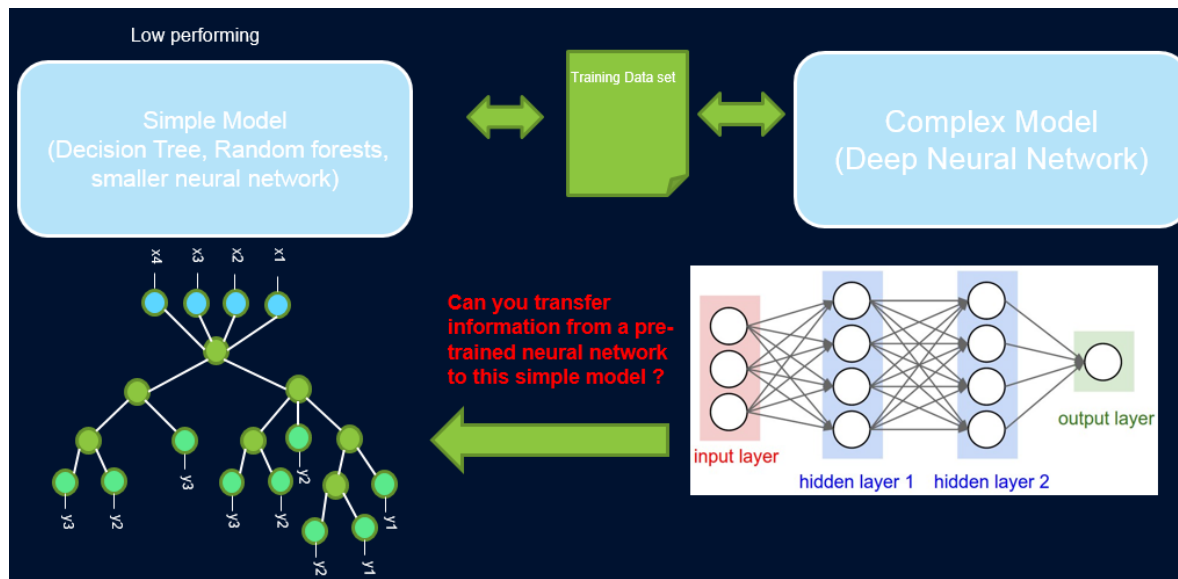 Low performing
Simple Model
(Decision Tree, Random forests,
smaller neural network)
Training Data set
Complex Model
(Deep Neural Network)
x4
x3
x2
x1
Can you transfer
information from a pre-
trained neural network
to this simple model ?
y3
y2
y3
y3
y2
y2
y2
y1
y1
input layer
hidden layer 1
hidden layer 2
output layer